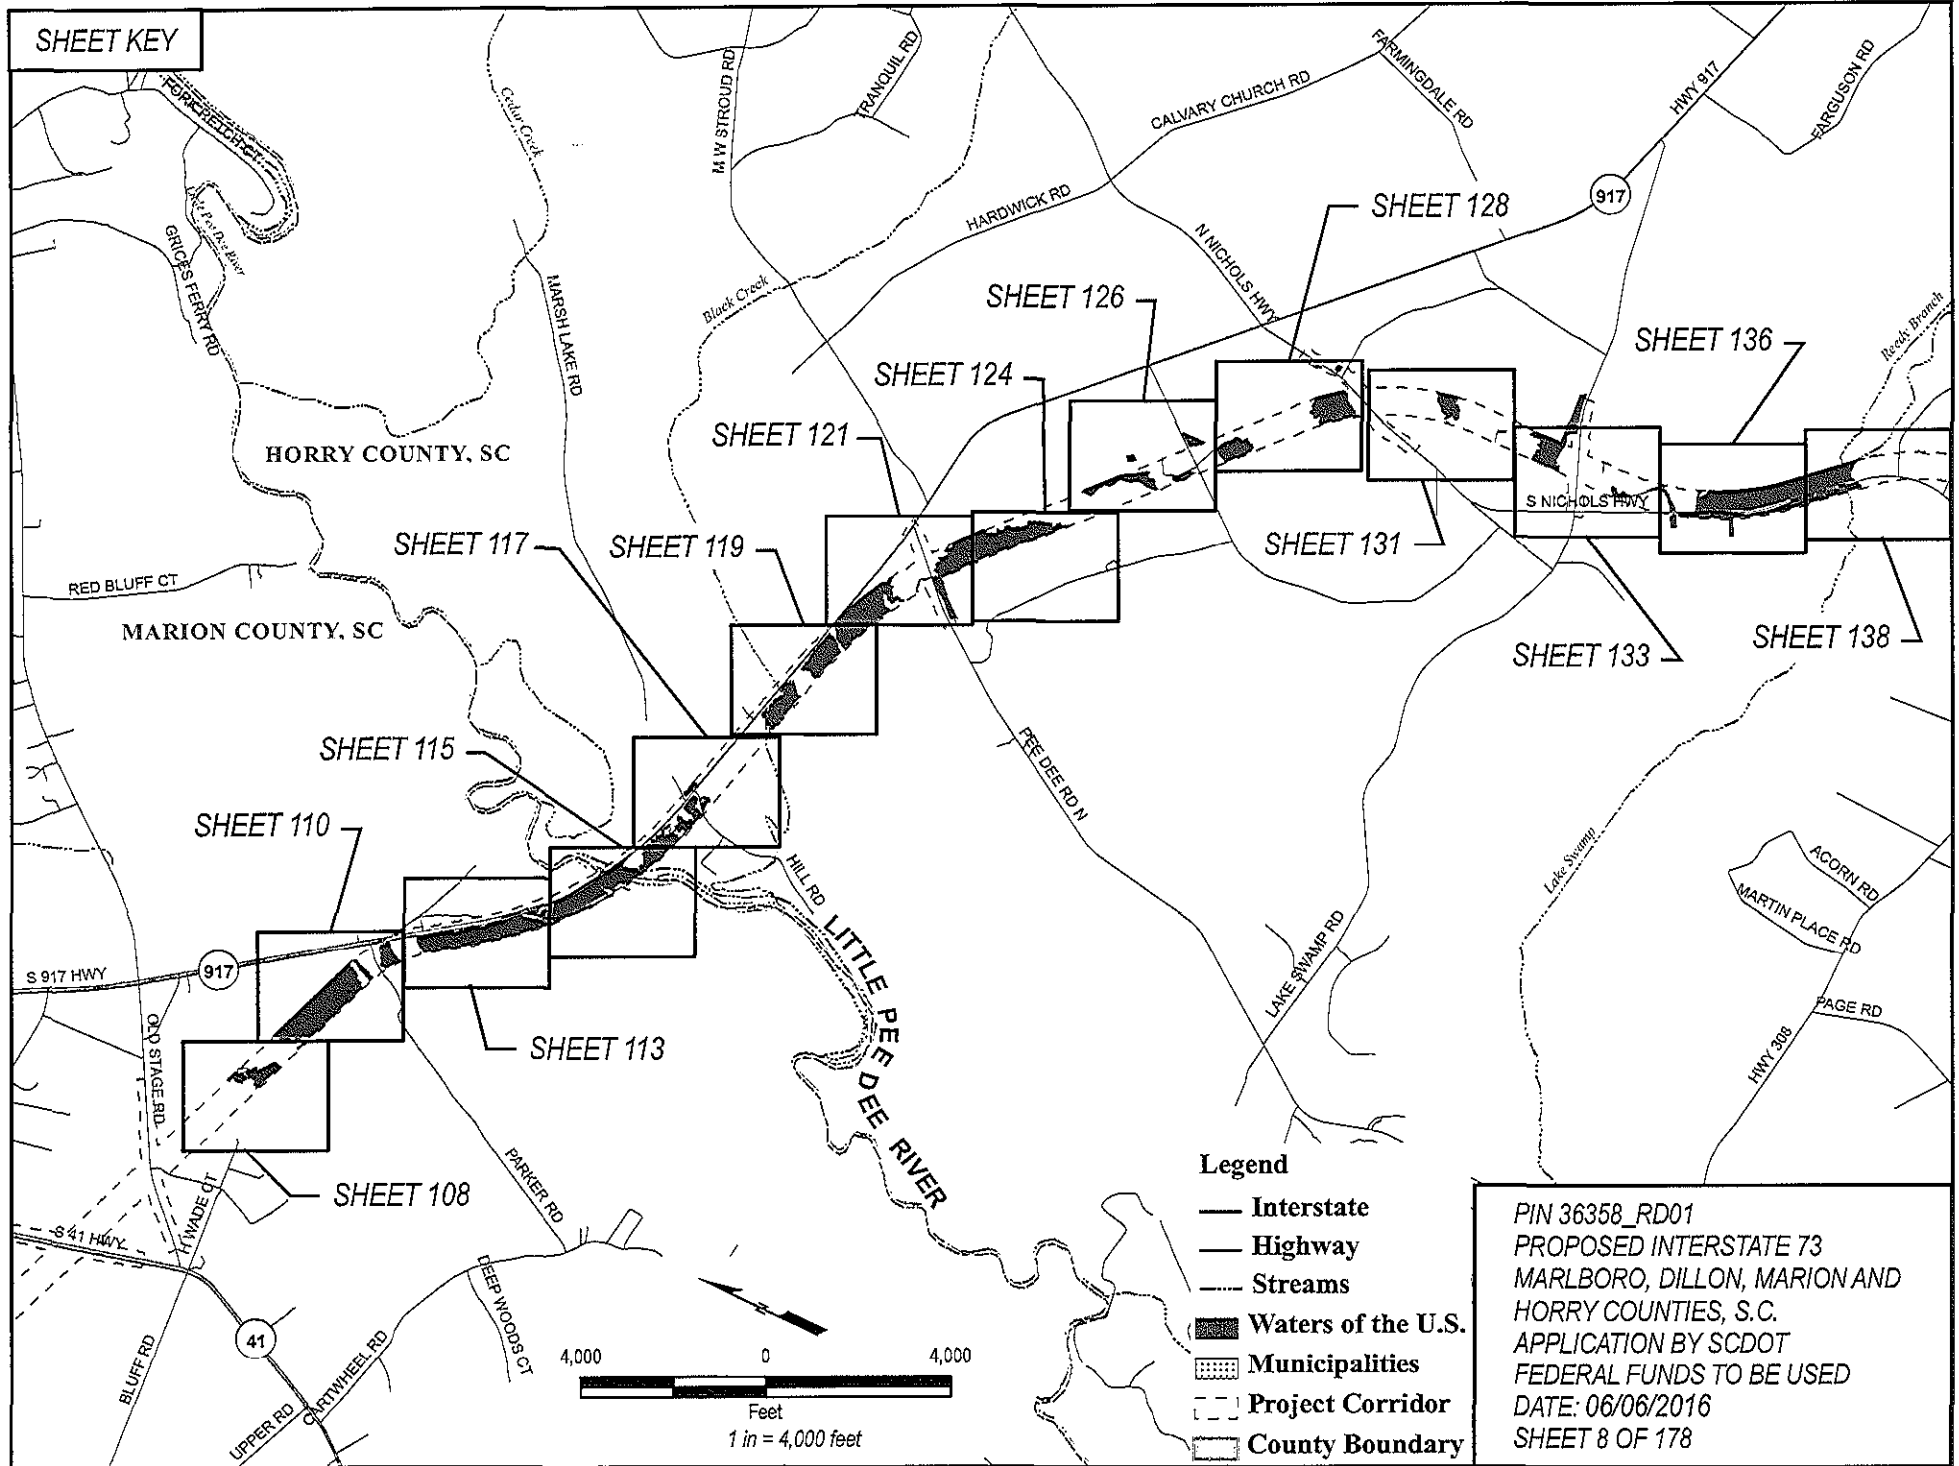 SHEET KEY
FORK RETCH CT
Cedar Creek
M W STROUD RD
TRANQUIL RD
CALVARY CHURCH RD
FARMINGDALE RD
HWY 917
FARGUSON RD
917
Little Pee Dee River
GRICES FERRY RD
MARSH LAKE RD
Black Creek
HARDWICK RD
N NICHOLS HWY
SHEET 128
SHEET 126
SHEET 136
Reedy Branch
SHEET 124
SHEET 121
HORRY COUNTY, SC
S NICHOLS HWY
SHEET 117
SHEET 119
SHEET 131
RED BLUFF CT
MARION COUNTY, SC
SHEET 133
SHEET 138
SHEET 115
PEE DEE RD N
SHEET 110
HILL RD
Lake Swamp
ACORN RD
MARTIN PLACE RD
LITTLE PEE DEE RIVER
S 917 HWY
917
LAKE SWAMP RD
PAGE RD
OLD STAGE RD
SHEET 113
HWY 308
PARKER RD
SHEET 108
H WADE CT
S 41 HWY
DEEP WOODS CT
41
BLUFF RD
CARTWHEEL RD
UPPER RD
N
4,000 0 4,000
Feet
1 in = 4,000 feet
Legend
Interstate
Highway
Streams
Waters of the U.S.
Municipalities
Project Corridor
County Boundary
PIN 36358_RD01
PROPOSED INTERSTATE 73
MARLBORO, DILLON, MARION AND
HORRY COUNTIES, S.C.
APPLICATION BY SCDOT
FEDERAL FUNDS TO BE USED
DATE: 06/06/2016
SHEET 8 OF 178